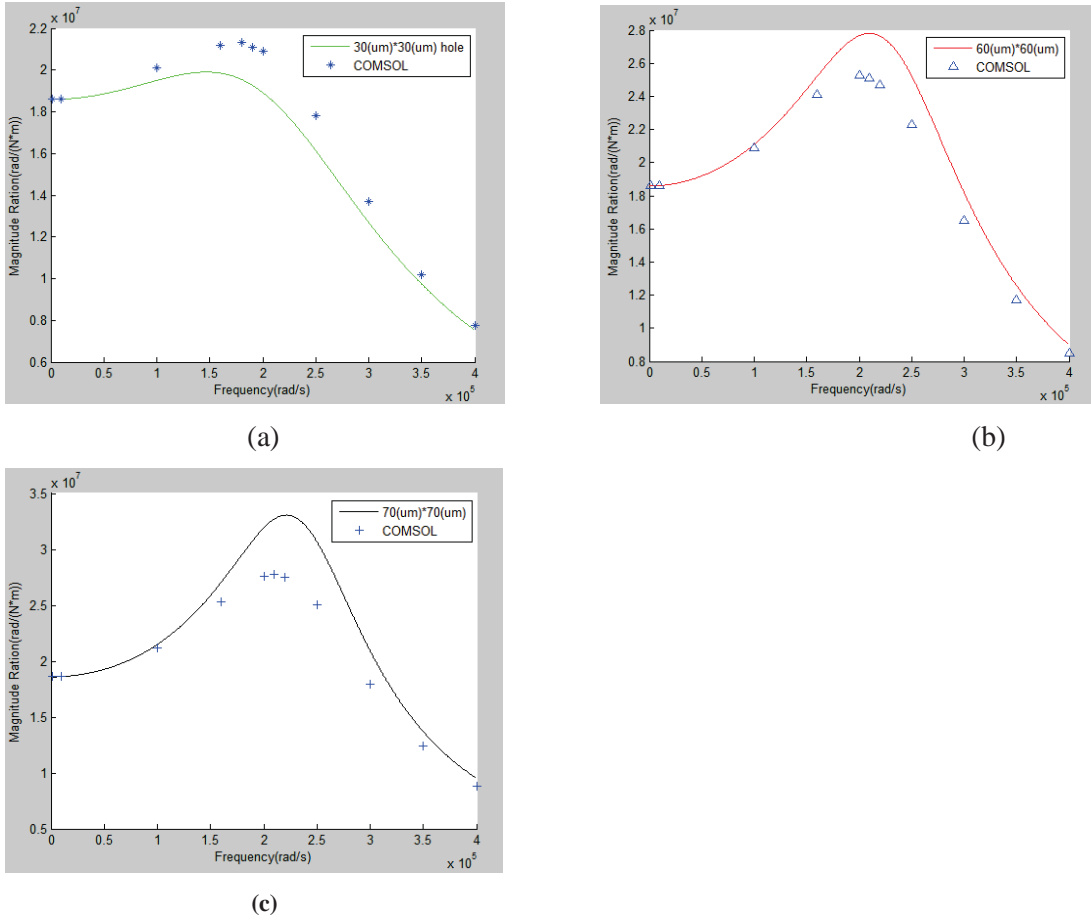 x 10^7
2.2
2
1.8
1.6
1.4
1.2
1
0.8
0.6
Magnitude Ration(rad/(N*m))
30(um)*30(um) hole
COMSOL
0 0.5 1 1.5 2 2.5 3 3.5 4
Frequency(rad/s)
x 10^5
(a)
x 10^7
2.8
2.6
2.4
2.2
2
1.8
1.6
1.4
1.2
1
0.8
Magnitude Ration(rad/(N*m))
60(um)*60(um)
COMSOL
0 0.5 1 1.5 2 2.5 3 3.5 4
Frequency(rad/s)
x 10^5
(b)
x 10^7
3.5
3
2.5
2
1.5
1
0.5
Magnitude Ration(rad/(N*m))
70(um)*70(um)
COMSOL
0 0.5 1 1.5 2 2.5 3 3.5 4
Frequency(rad/s)
x 10^5
(c)